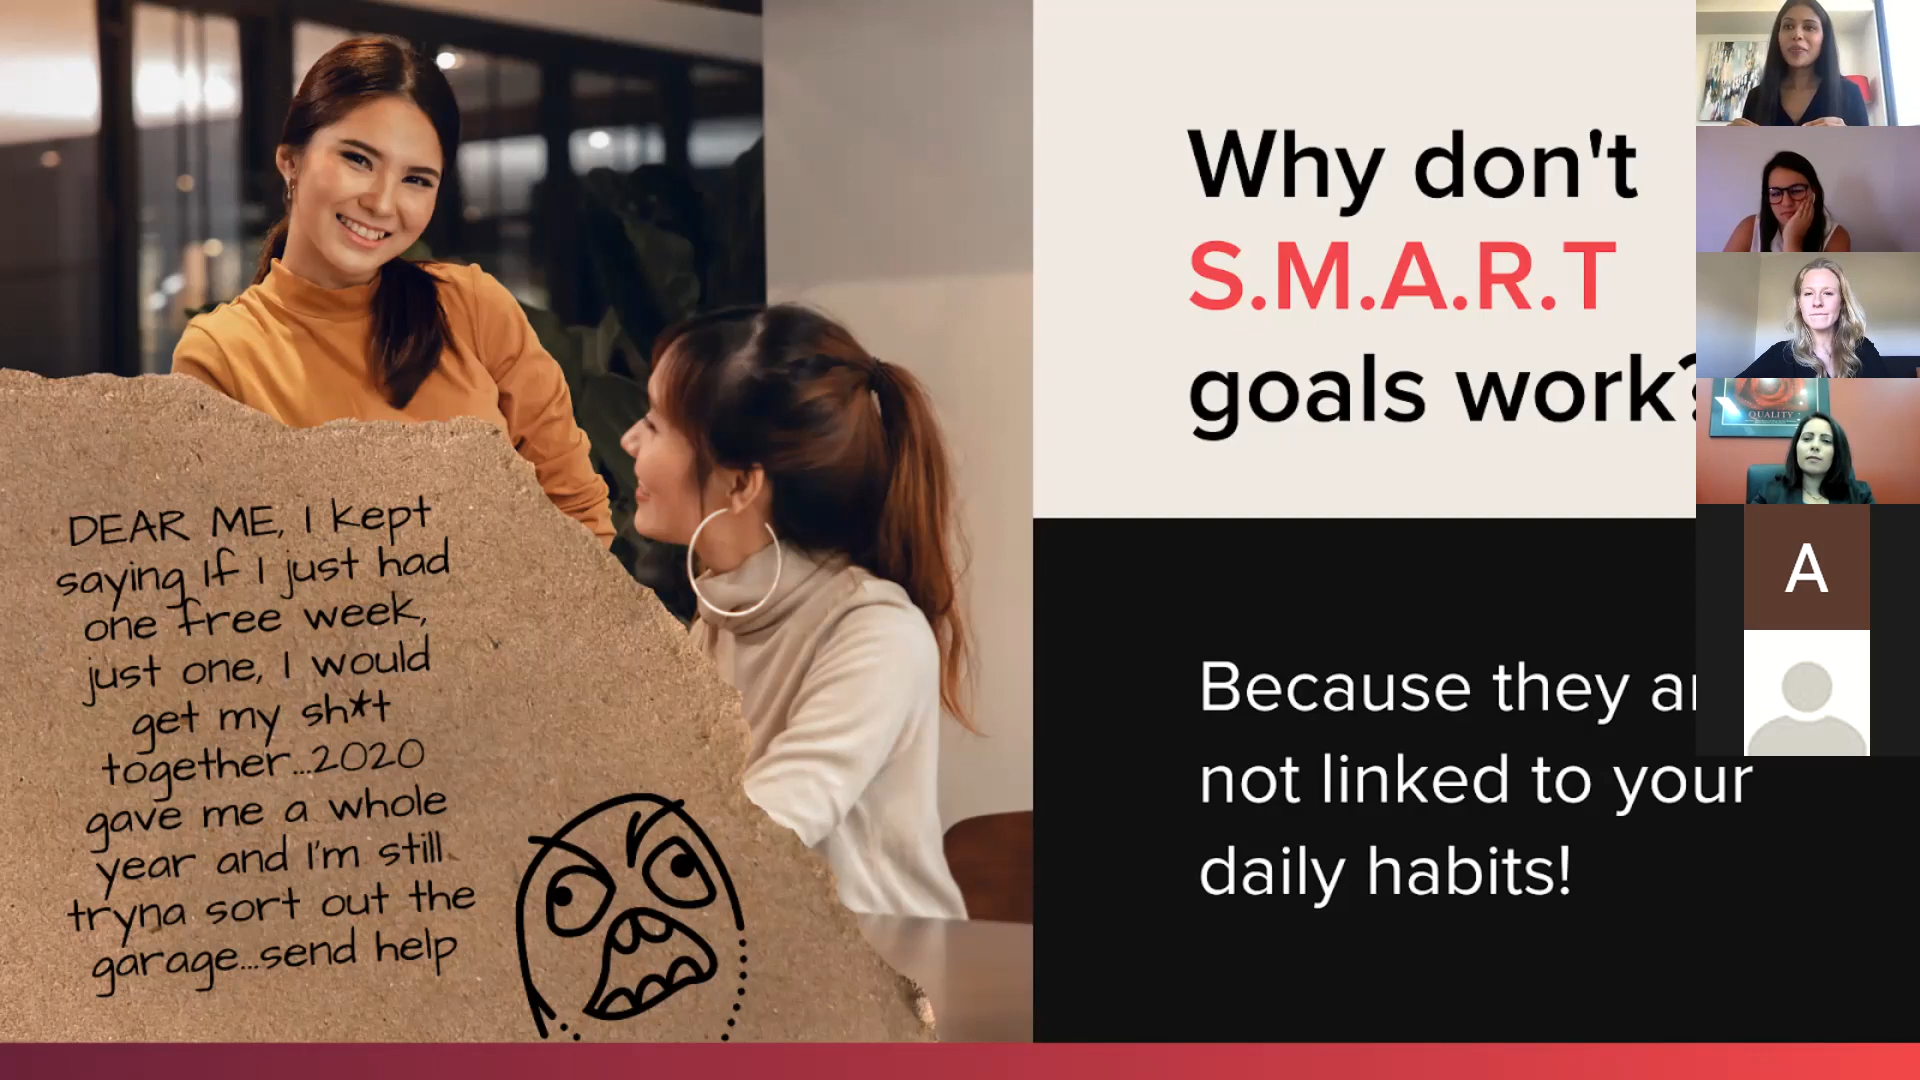 DEAR ME, I kept
saying If I just had
one free week,
just one, I would
get my sh*t
together...2020
gave me a whole
year and I'm still
tryna sort out the
garage...send help
Why don't
S.M.A.R.T
goals work?
Because they
not linked to your
daily habits!
QUALITY
A